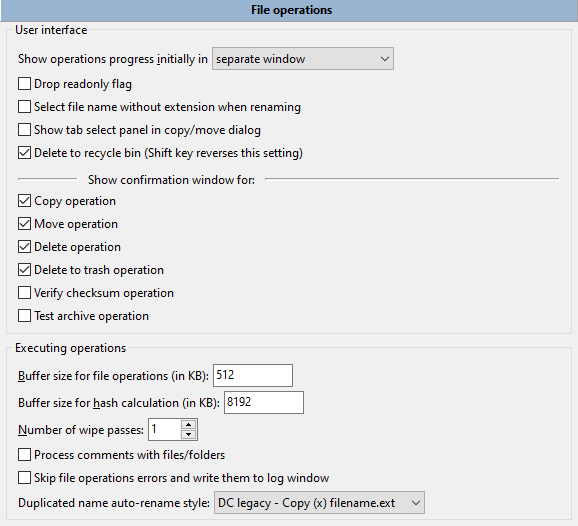 File operations
User interface
Show operations progress initially in separate window
Drop readonly flag
Select file name without extension when renaming
Show tab select panel in copy/move dialog
Delete to recycle bin (Shift key reverses this setting)
Show confirmation window for:
Copy operation
Move operation
Delete operation
Delete to trash operation
Verify checksum operation
Test archive operation
Executing operations
Buffer size for file operations (in KB): 512
Buffer size for hash calculation (in KB): 8192
Number of wipe passes: 1
Process comments with files/folders
Skip file operations errors and write them to log window
Duplicated name auto-rename style: DC legacy - Copy (x) filename.ext